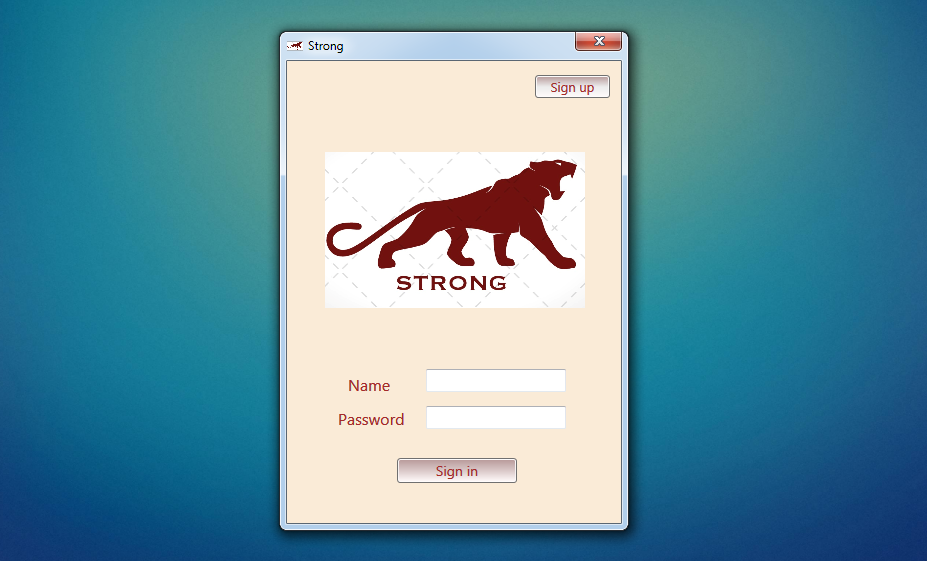 Strong
Sign up
STRONG
Name
Password
Sign in